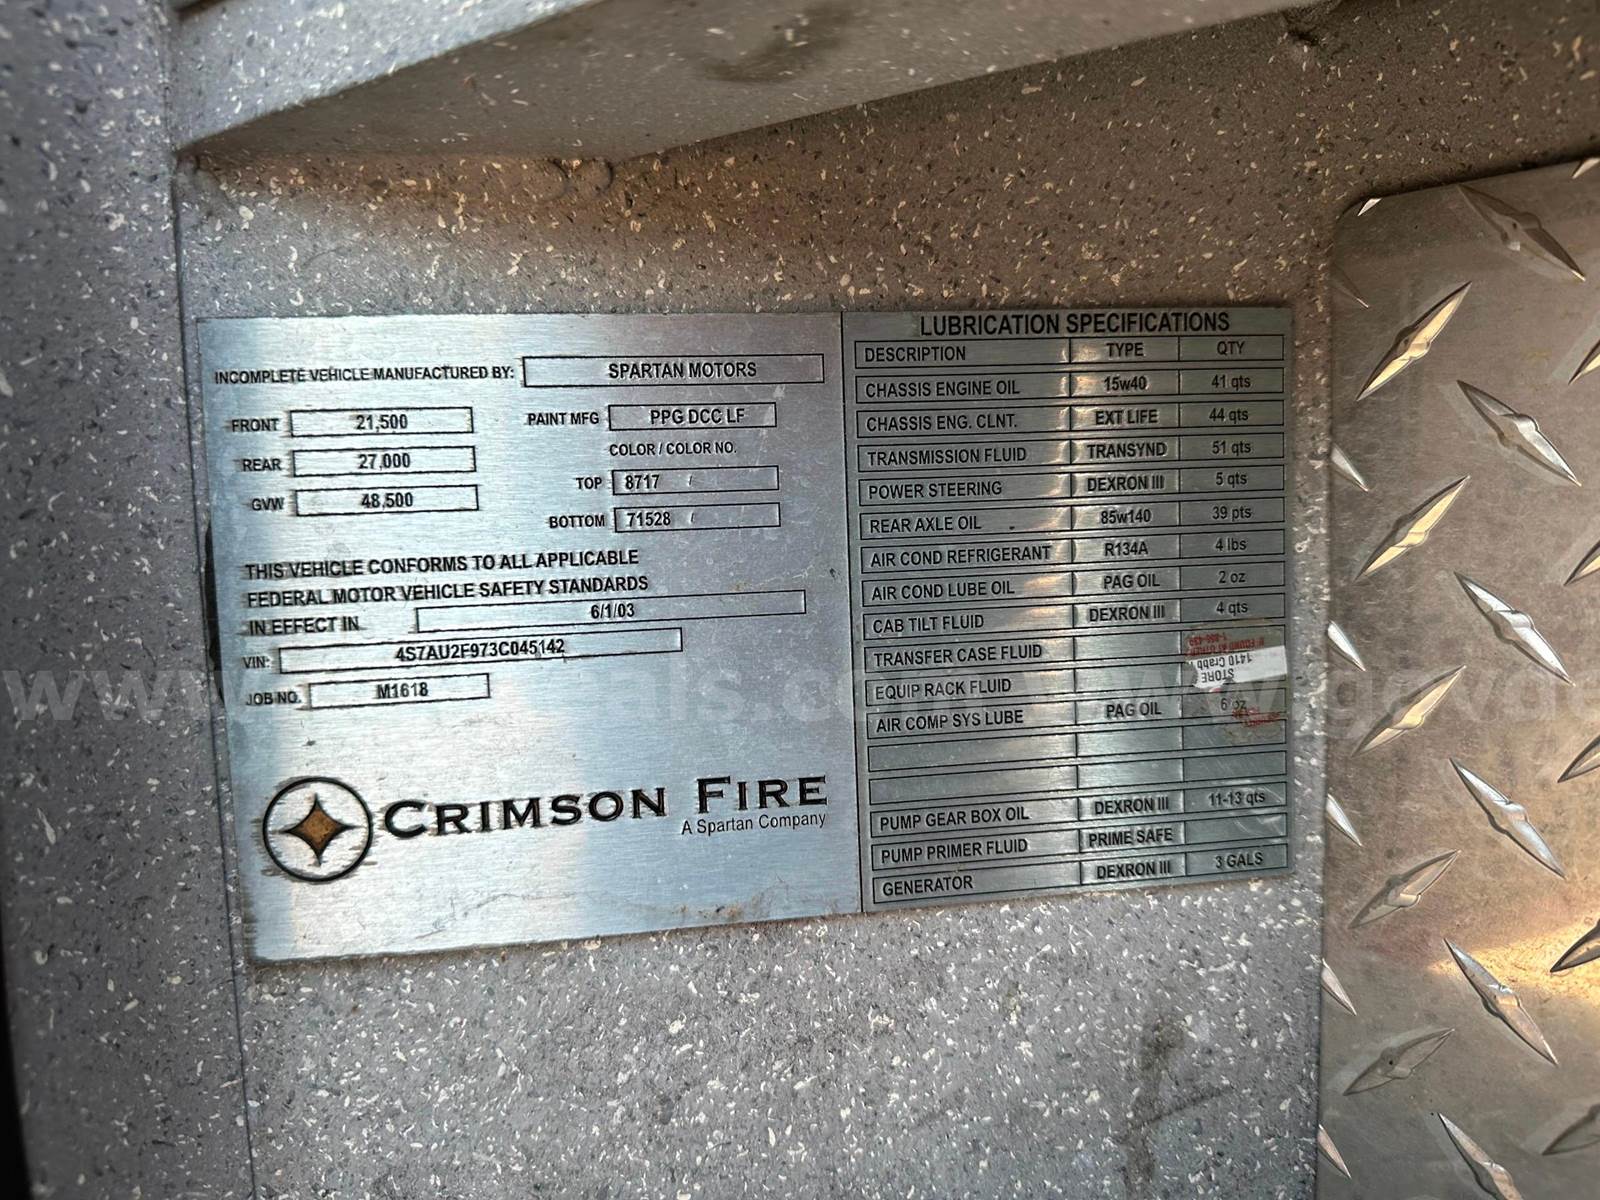 INCOMPLETE VEHICLE MANUFACTURED BY: SPARTAN MOTORS
FRONT 21,500 PAINT MFG PPG DCC LF
COLOR / COLOR NO.
REAR 27,000
TOP 8717 /
GVW 48,500
BOTTOM 71528 /
THIS VEHICLE CONFORMS TO ALL APPLICABLE
FEDERAL MOTOR VEHICLE SAFETY STANDARDS
IN EFFECT IN 6/1/03
VIN: 4S7AU2F973C045142
JOB NO. M1618
CRIMSON FIRE
A Spartan Company
LUBRICATION SPECIFICATIONS
DESCRIPTION TYPE QTY
CHASSIS ENGINE OIL 15w40 41 qts
CHASSIS ENG. CLNT. EXT LIFE 44 qts
TRANSMISSION FLUID TRANSYND 51 qts
POWER STEERING DEXRON III 5 qts
REAR AXLE OIL 85w140 39 pts
AIR COND REFRIGERANT R134A 4 lbs
AIR COND LUBE OIL PAG OIL 2 oz
CAB TILT FLUID DEXRON III 4 qts
TRANSFER CASE FLUID
EQUIP RACK FLUID
AIR COMP SYS LUBE PAG OIL 6 oz
PUMP GEAR BOX OIL DEXRON III 11-13 qts
PUMP PRIMER FLUID PRIME SAFE
GENERATOR DEXRON III 3 GALS
STORE
1410 Crabb